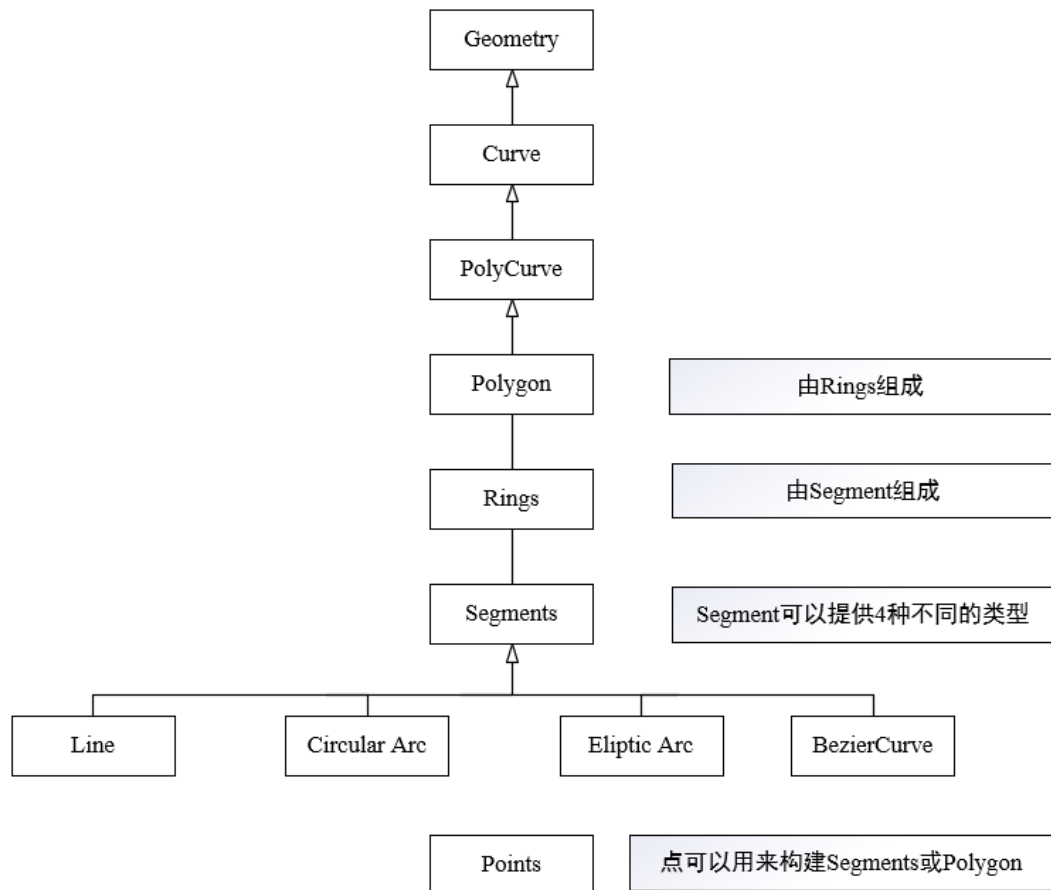 Geometry
Curve
PolyCurve
Polygon
由Rings组成
Rings
由Segment组成
Segments
Segment可以提供4种不同的类型
Line
Circular Arc
Eliptic Arc
BezierCurve
Points
点可以用来构建Segments或Polygon